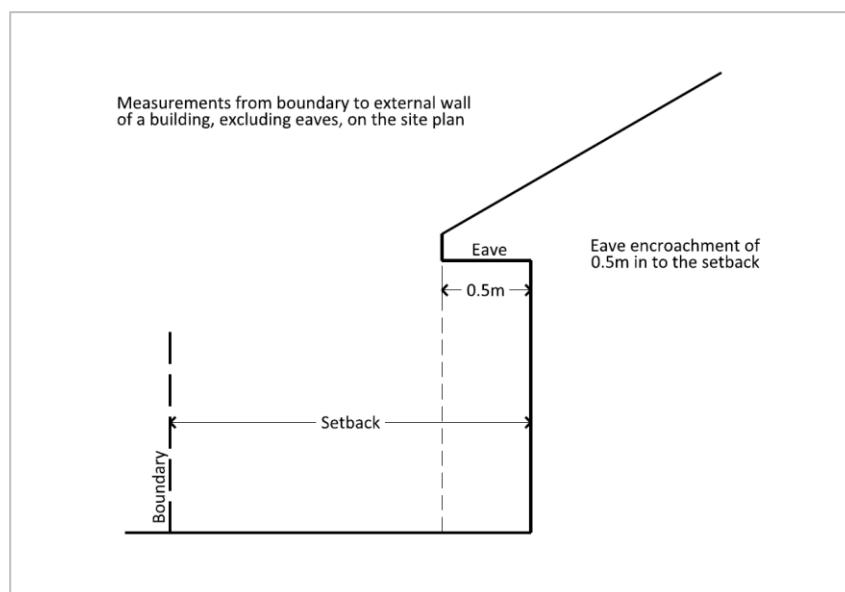 Measurements from boundary to external wall
of a building, excluding eaves, on the site plan
Eave
Eave encroachment of
0.5m in to the setback
0.5m
Setback
Boundary